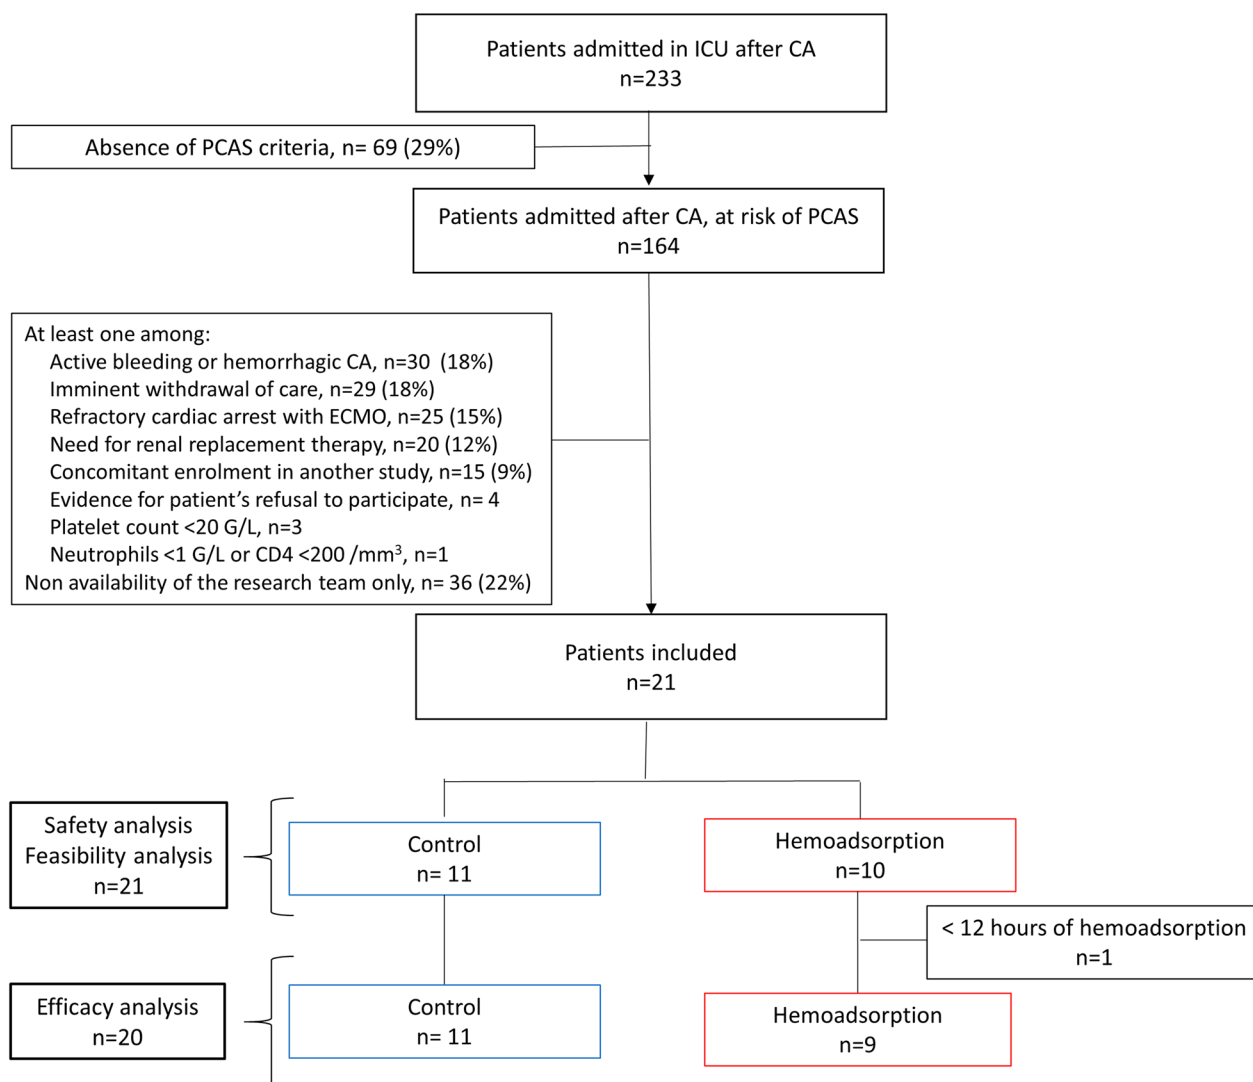 Patients admitted in ICU after CA
n=233
Absence of PCAS criteria, n= 69 (29%)
Patients admitted after CA, at risk of PCAS
n=164
At least one among:
Active bleeding or hemorrhagic CA, n=30 (18%)
Imminent withdrawal of care, n=29 (18%)
Refractory cardiac arrest with ECMO, n=25 (15%)
Need for renal replacement therapy, n=20 (12%)
Concomitant enrolment in another study, n=15 (9%)
Evidence for patient's refusal to participate, n= 4
Platelet count <20 G/L, n=3
Neutrophils <1 G/L or CD4 <200 /mm³, n=1
Non availability of the research team only, n= 36 (22%)
Patients included
n=21
Safety analysis
Feasibility analysis
n=21
Control
n= 11
Hemoadsorption
n=10
< 12 hours of hemoadsorption
n=1
Efficacy analysis
n=20
Control
n= 11
Hemoadsorption
n=9